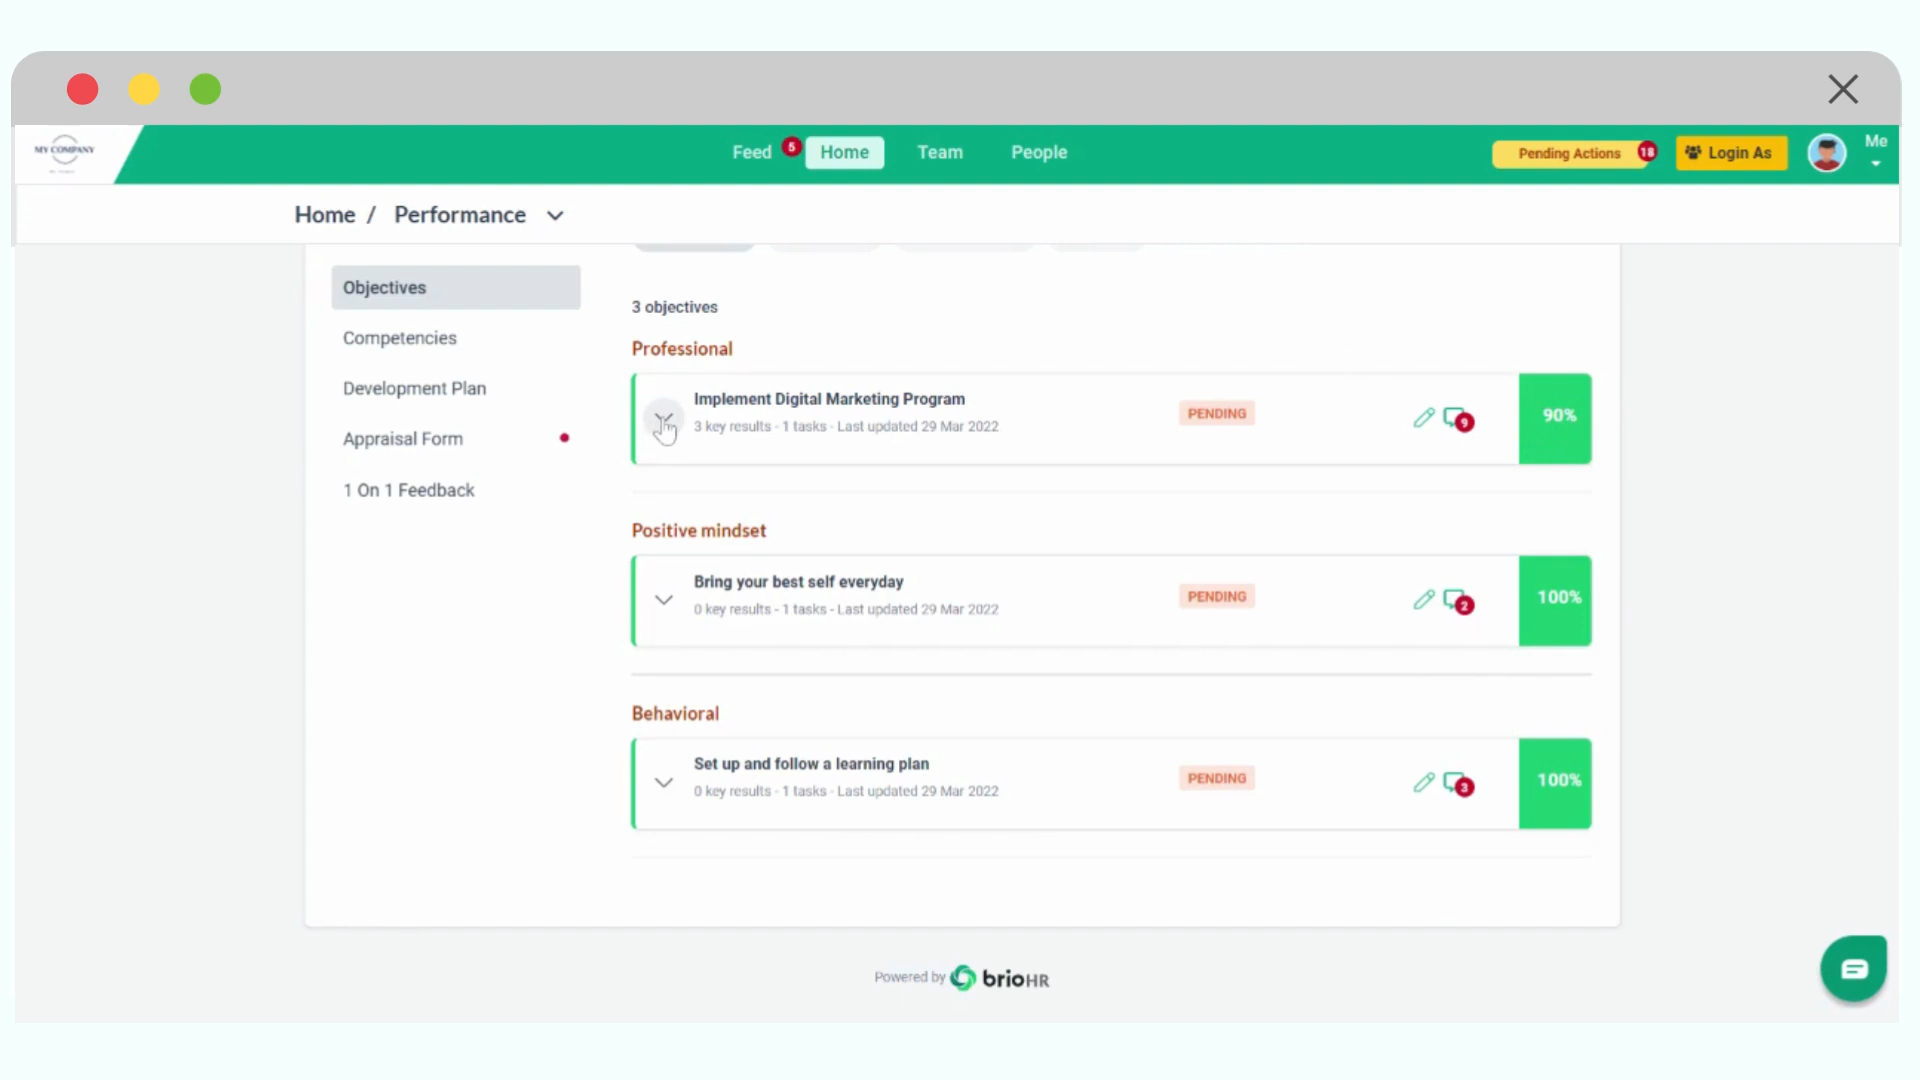 MY COMPANY
Feed 5 Home Team People
Pending Actions 18
Login As
Me
Home / Performance
Objectives
Competencies
Development Plan
Appraisal Form
1 On 1 Feedback
3 objectives
Professional
Implement Digital Marketing Program
3 key results - 1 tasks - Last updated 29 Mar 2022
PENDING
9
90%
Positive mindset
Bring your best self everyday
0 key results - 1 tasks - Last updated 29 Mar 2022
PENDING
2
100%
Behavioral
Set up and follow a learning plan
0 key results - 1 tasks - Last updated 29 Mar 2022
PENDING
3
100%
Powered by brioHR